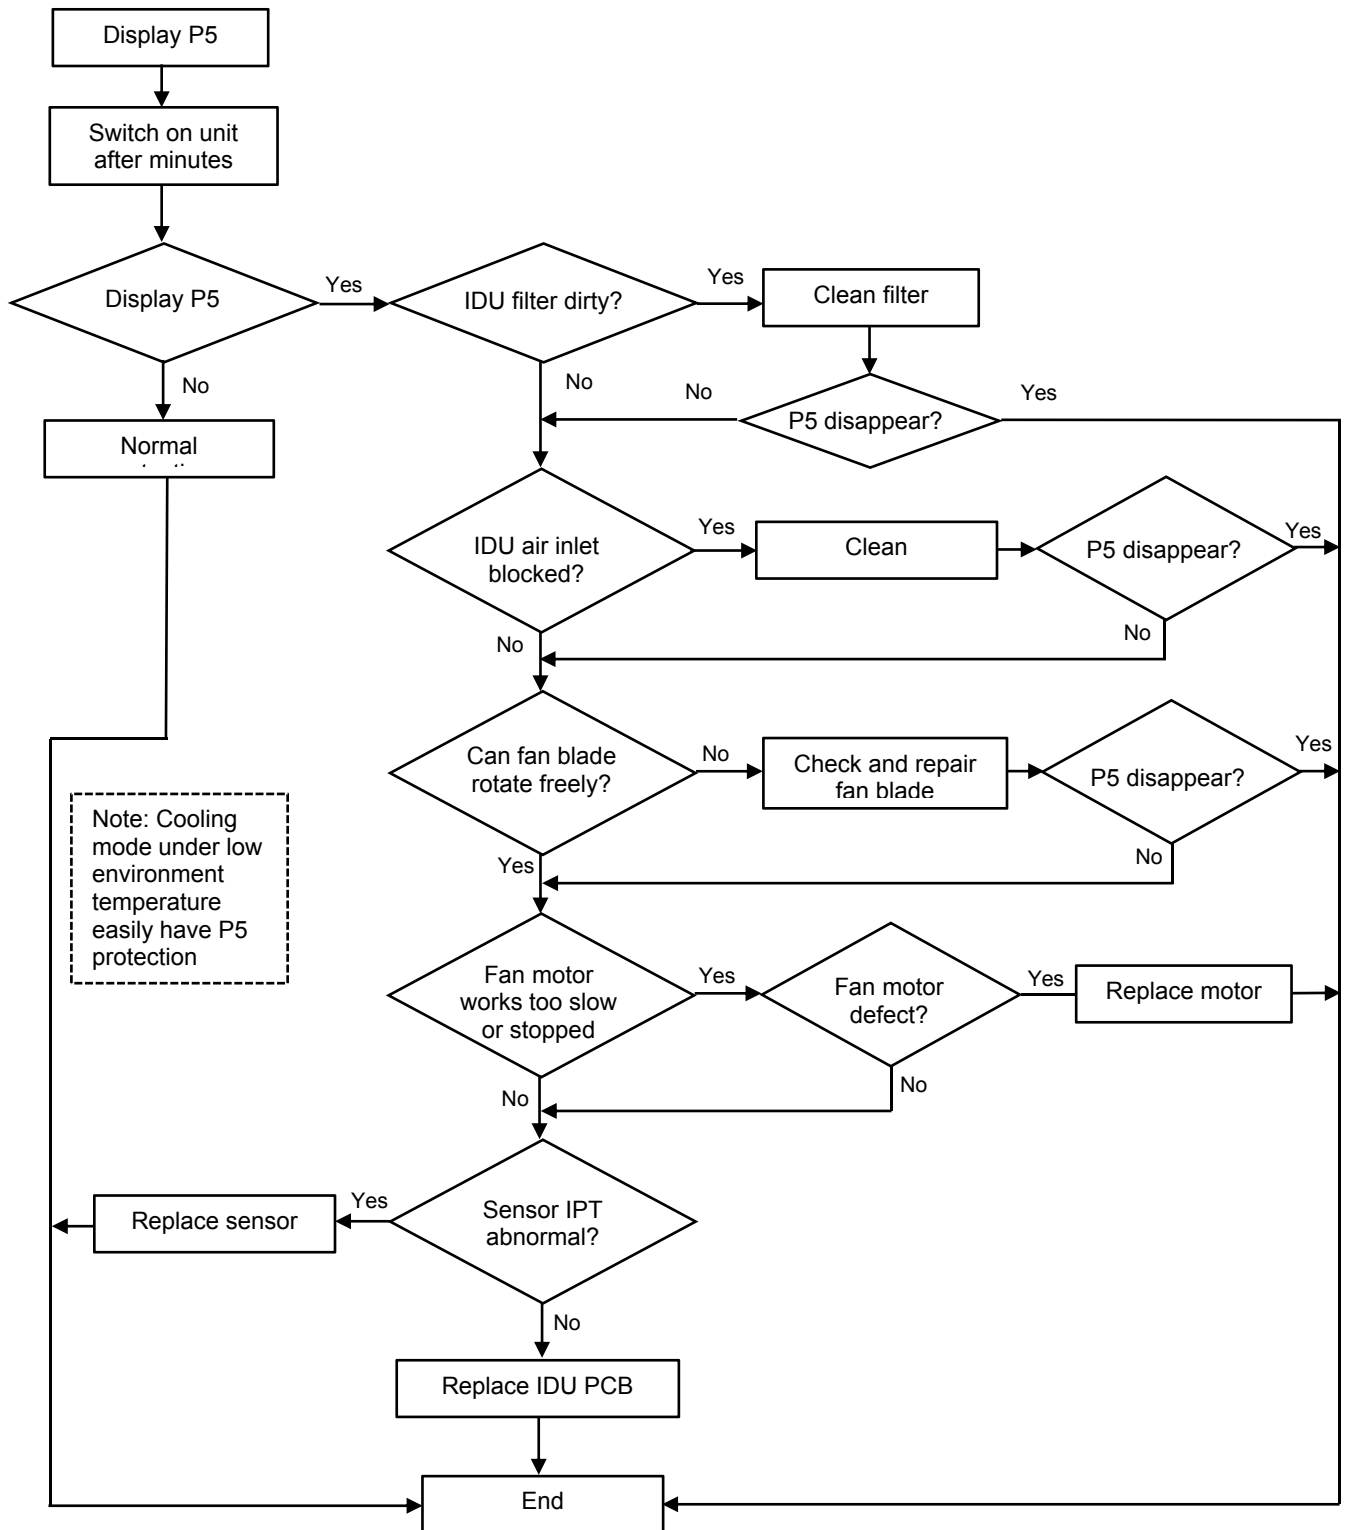 Display P5
Switch on unit
after minutes
Display P5
Yes
IDU filter dirty?
Yes
Clean filter
No
No
No
P5 disappear?
Yes
Normal
IDU air inlet
blocked?
Yes
Clean
P5 disappear?
Yes
No
No
Can fan blade
rotate freely?
No
Check and repair
fan blade
P5 disappear?
Yes
Note: Cooling
mode under low
environment
temperature
easily have P5
protection
Yes
No
Fan motor
works too slow
or stopped
Yes
Fan motor
defect?
Yes
Replace motor
No
No
Replace sensor
Yes
Sensor IPT
abnormal?
No
Replace IDU PCB
End